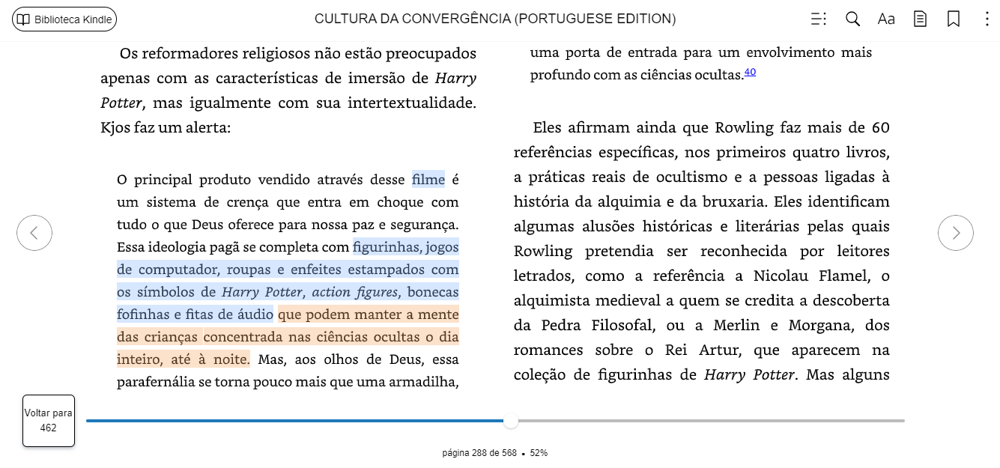 Biblioteca Kindle
CULTURA DA CONVERGÊNCIA (PORTUGUESE EDITION)
Aa
Os reformadores religiosos não estão preocupados
apenas com as características de imersão de Harry
Potter, mas igualmente com sua intertextualidade.
Kjos faz um alerta:
O principal produto vendido através desse filme é
um sistema de crença que entra em choque com
tudo o que Deus oferece para nossa paz e segurança.
Essa ideologia pagã se completa com figurinhas, jogos
de computador, roupas e enfeites estampados com
os símbolos de Harry Potter, action figures, bonecas
fofinhas e fitas de áudio que podem manter a mente
das crianças concentrada nas ciências ocultas o dia
inteiro, até à noite. Mas, aos olhos de Deus, essa
parafernália se torna pouco mais que uma armadilha,
uma porta de entrada para um envolvimento mais
profundo com as ciências ocultas.40
Eles afirmam ainda que Rowling faz mais de 60
referências específicas, nos primeiros quatro livros,
a práticas reais de ocultismo e a pessoas ligadas à
história da alquimia e da bruxaria. Eles identificam
algumas alusões históricas e literárias pelas quais
Rowling pretendia ser reconhecida por leitores
letrados, como a referência a Nicolau Flamel, o
alquimista medieval a quem se credita a descoberta
da Pedra Filosofal, ou a Merlin e Morgana, dos
romances sobre o Rei Artur, que aparecem na
coleção de figurinhas de Harry Potter. Mas alguns
Voltar para
462
página 288 de 568 • 52%